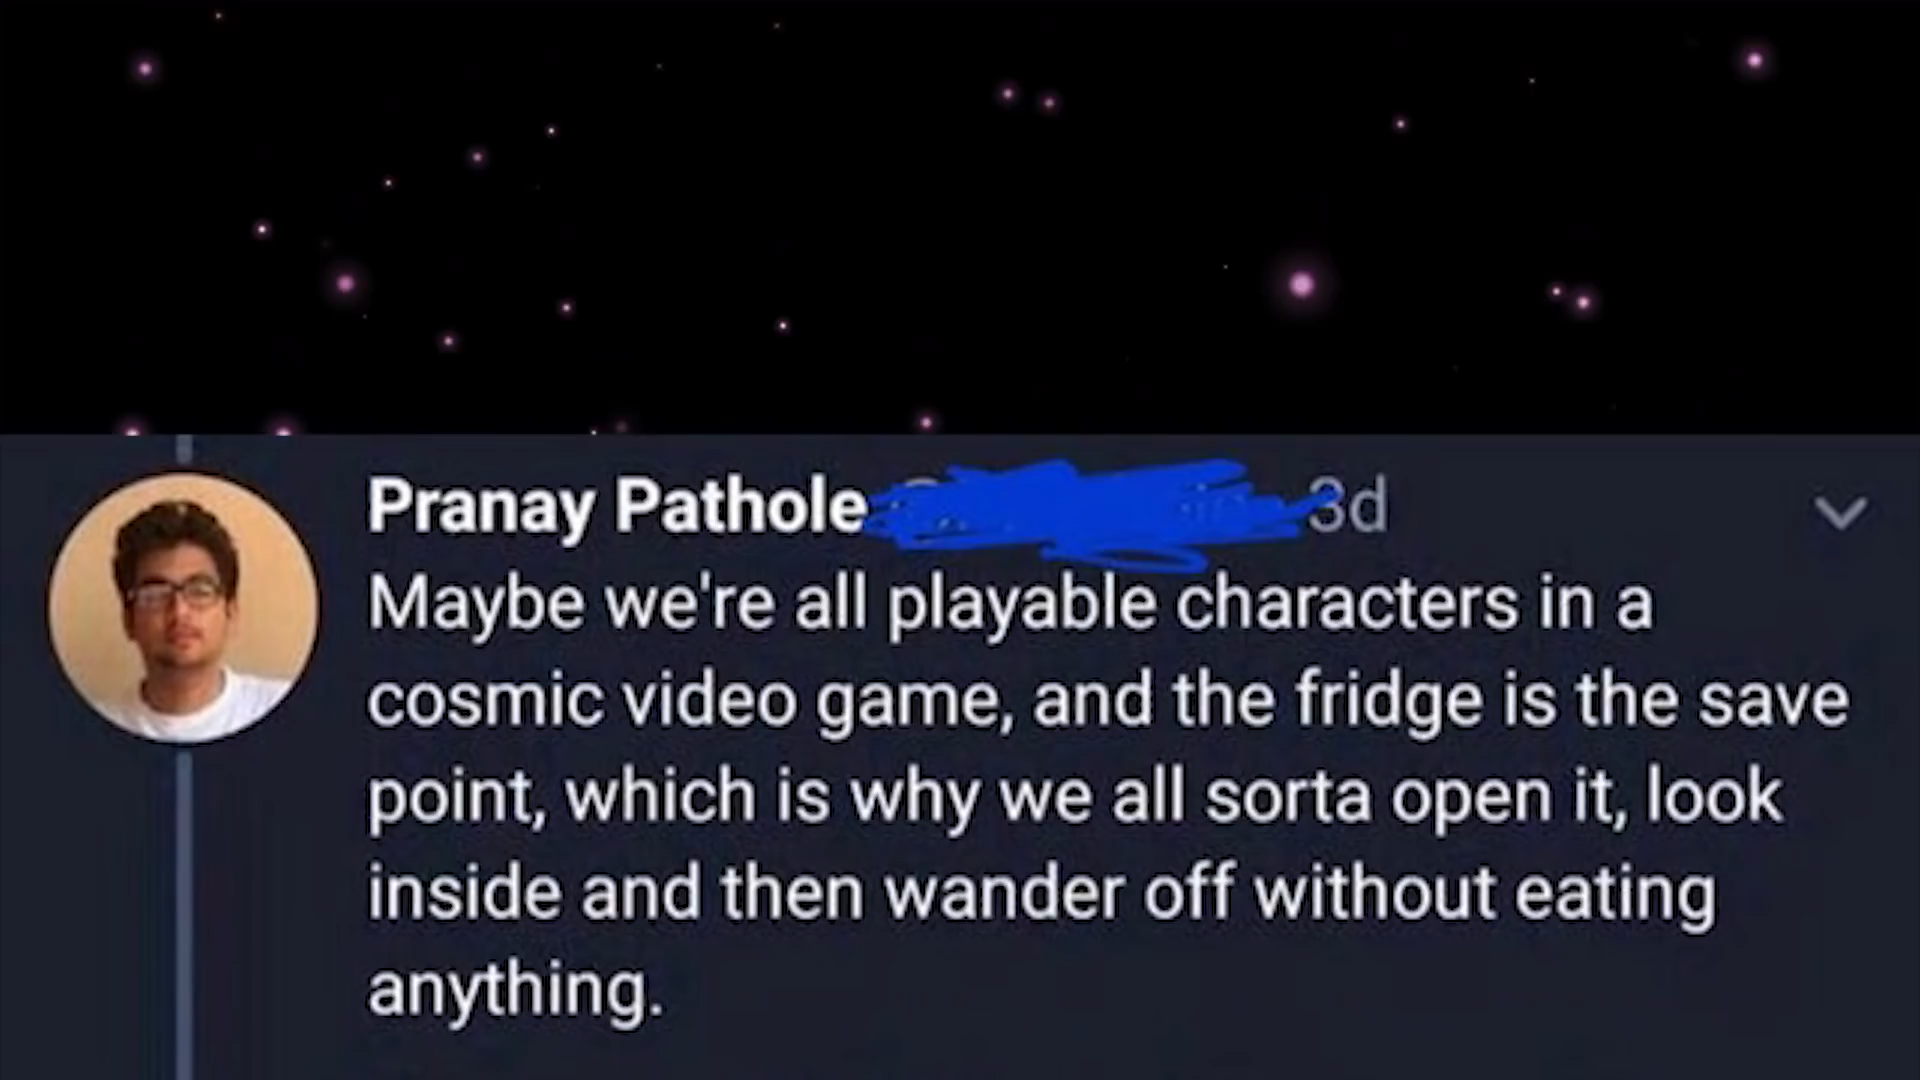 Pranay Pathole 3d
Maybe we're all playable characters in a
cosmic video game, and the fridge is the save
point, which is why we all sorta open it, look
inside and then wander off without eating
anything.